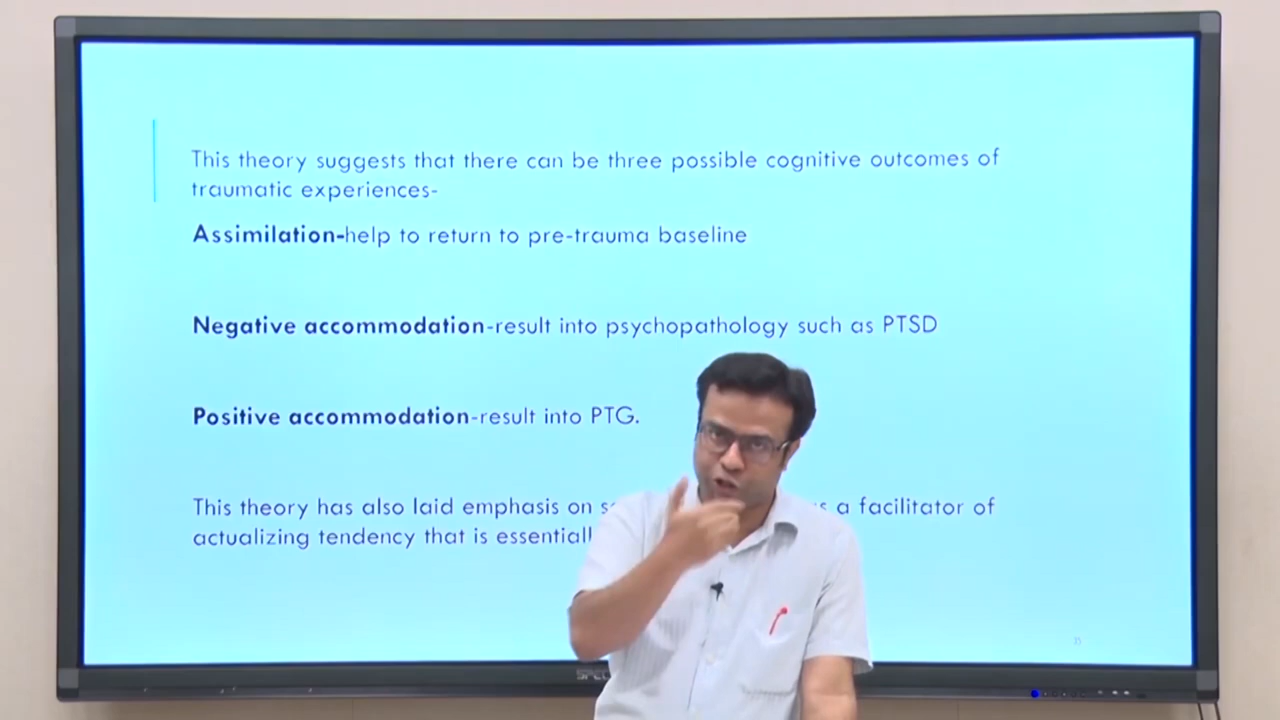 This theory suggests that there can be three possible cognitive outcomes of
traumatic experiences-
Assimilation-help to return to pre-trauma baseline
Negative accommodation-result into psychopathology such as PTSD
Positive accommodation-result into PTG.
This theory has also laid emphasis on a facilitator of
actualizing tendency that is